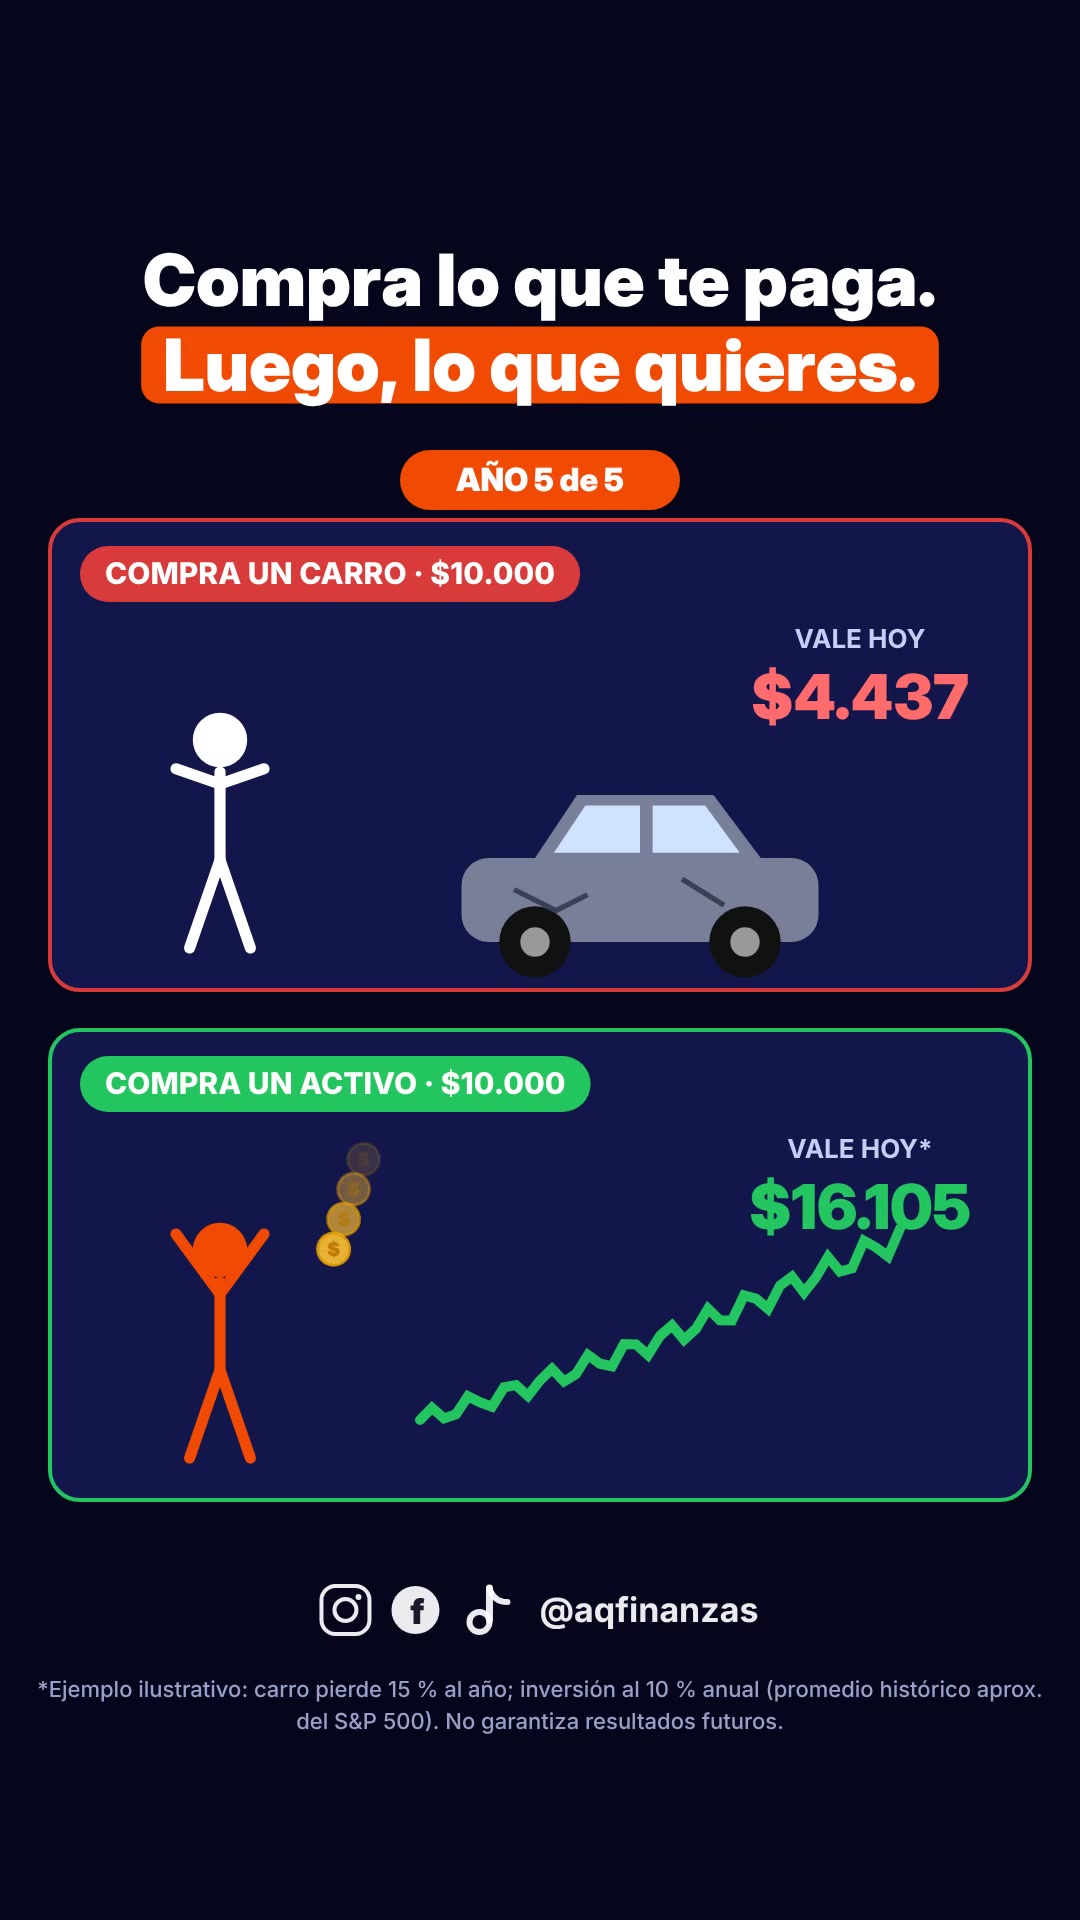 Compra lo que te paga.
Luego, lo que quieres.
AÑO 5 de 5
COMPRA UN CARRO · $10.000
VALE HOY
$4.437
COMPRA UN ACTIVO · $10.000
VALE HOY*
$16.105
$
$
$
$
@aqfinanzas
*Ejemplo ilustrativo: carro pierde 15 % al año; inversión al 10 % anual (promedio histórico aprox.
del S&P 500). No garantiza resultados futuros.